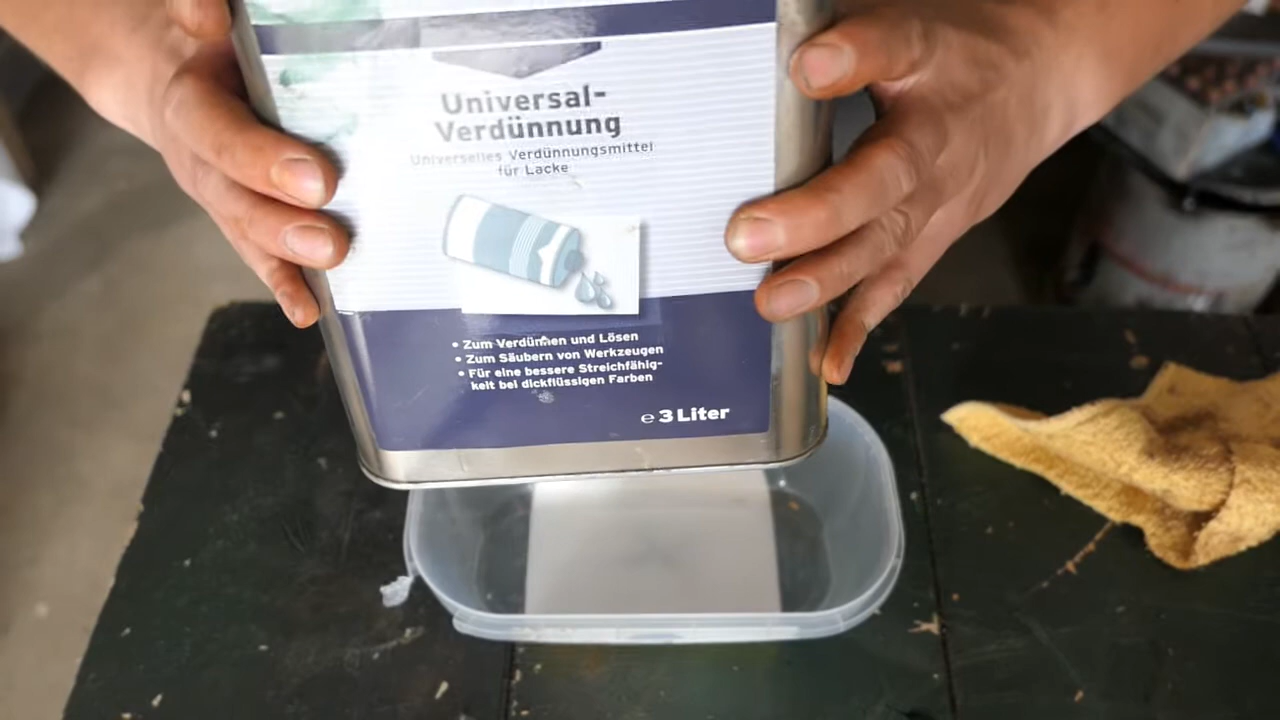 Universal-
Verdünnung
Universelles Verdünnungsmittel
für Lacke
• Zum Verdünnen und Lösen
• Zum Säubern von Werkzeugen
• Für eine bessere Streichfähig-
keit bei dickflüssigen Farben
℮ 3 Liter